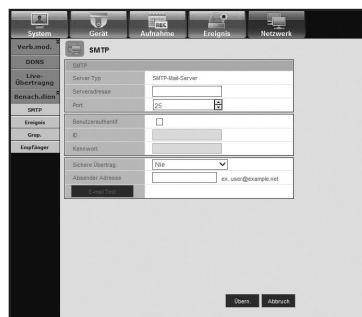 System Gerät Aufnahme Ereignis Netzwerk
REC
Verb.mod.
DDNS
Live-Übertragng
Benach.dien
SMTP
Ereignis
Grup.
Empfänger
SMTP
SMTP
Server Typ SMTP-Mail-Server
Serveradresse
Port 25
Benutzerauthentif
ID
Kennwort
Sichere Übertrag. Nie
Absender Adresse ex. user@example.net
E-mail Test
Übern. Abbruch